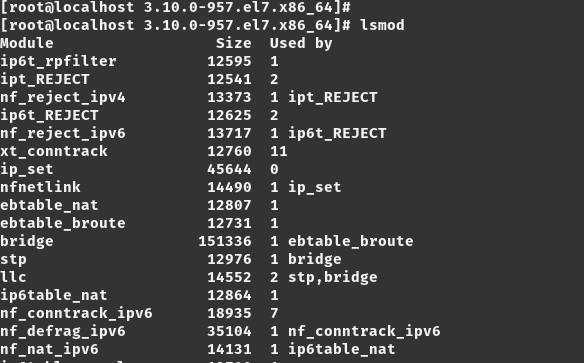 [root@localhost 3.10.0-957.el7.x86_64]#
[root@localhost 3.10.0-957.el7.x86_64]# lsmod
Module                  Size  Used by
ip6t_rpfilter          12595  1
ipt_REJECT             12541  2
nf_reject_ipv4         13373  1 ipt_REJECT
ip6t_REJECT            12625  2
nf_reject_ipv6         13717  1 ip6t_REJECT
xt_conntrack           12760  11
ip_set                 45644  0
nfnetlink              14490  1 ip_set
ebtable_nat            12807  1
ebtable_broute         12731  1
bridge                151336  1 ebtable_broute
stp                    12976  1 bridge
llc                    14552  2 stp,bridge
ip6table_nat           12864  1
nf_conntrack_ipv6      18935  7
nf_defrag_ipv6         35104  1 nf_conntrack_ipv6
nf_nat_ipv6            14131  1 ip6table_nat